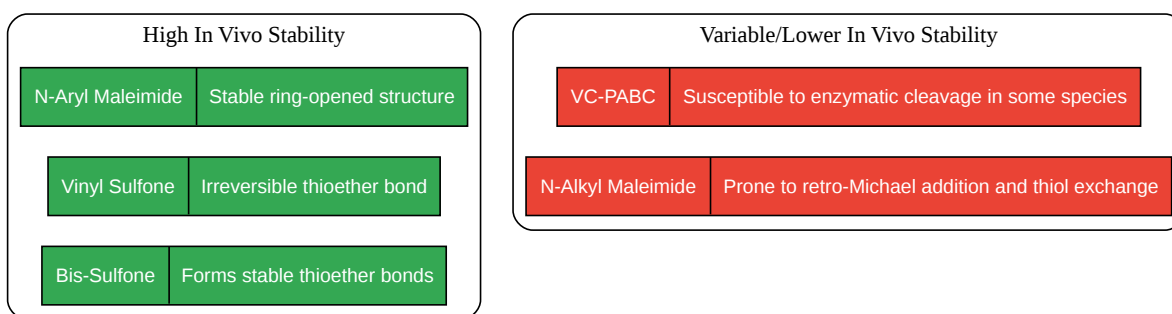 High In Vivo Stability
N-Aryl Maleimide Stable ring-opened structure
Vinyl Sulfone Irreversible thioether bond
Bis-Sulfone Forms stable thioether bonds
Variable/Lower In Vivo Stability
VC-PABC Susceptible to enzymatic cleavage in some species
N-Alkyl Maleimide Prone to retro-Michael addition and thiol exchange